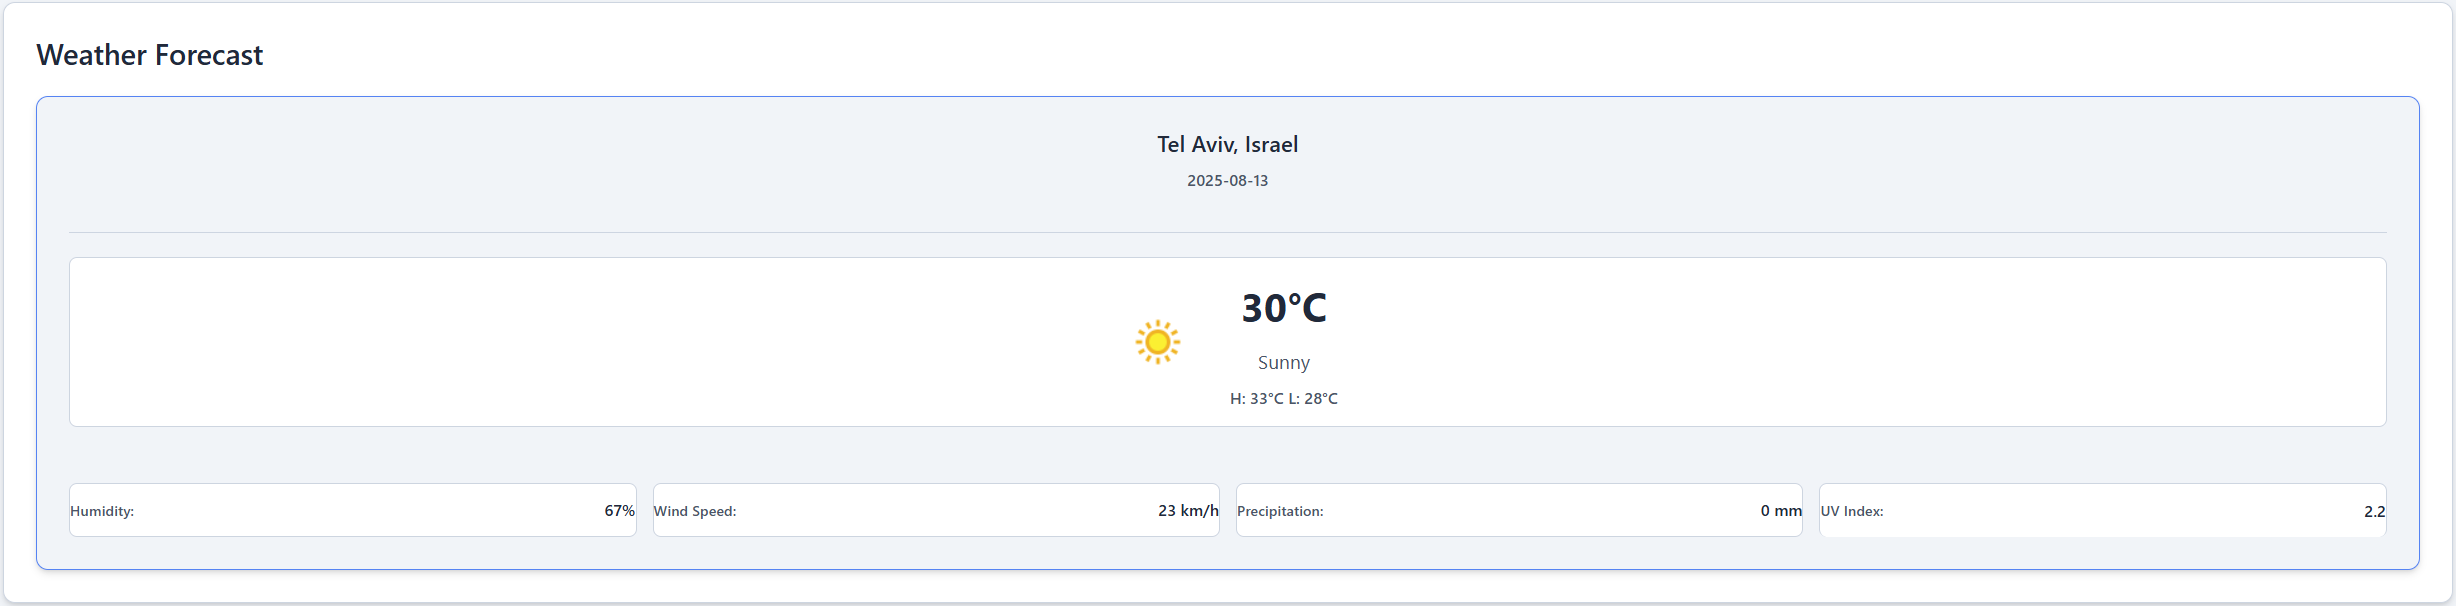 Weather Forecast
Tel Aviv, Israel
2025-08-13
30°C
Sunny
H: 33°C L: 28°C
Humidity: 67%
Wind Speed: 23 km/h
Precipitation: 0 mm
UV Index: 2.2